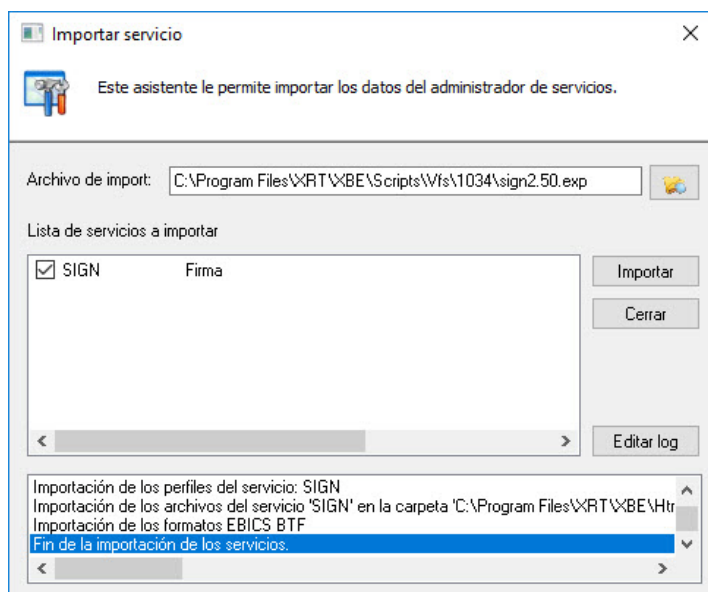 Importar servicio
Este asistente le permite importar los datos del administrador de servicios.
Archivo de import: C:\Program Files\XRT\XBE\Scripts\Vfs\1034\sign2.50.exp
Lista de servicios a importar
SIGN Firma
Importar
Cerrar
Editar log
Importación de los perfiles del servicio: SIGN
Importación de los archivos del servicio 'SIGN' en la carpeta 'C:\Program Files\XRT\XBE\Htr
Importación de los formatos EBICS BTF
Fin de la importación de los servicios.